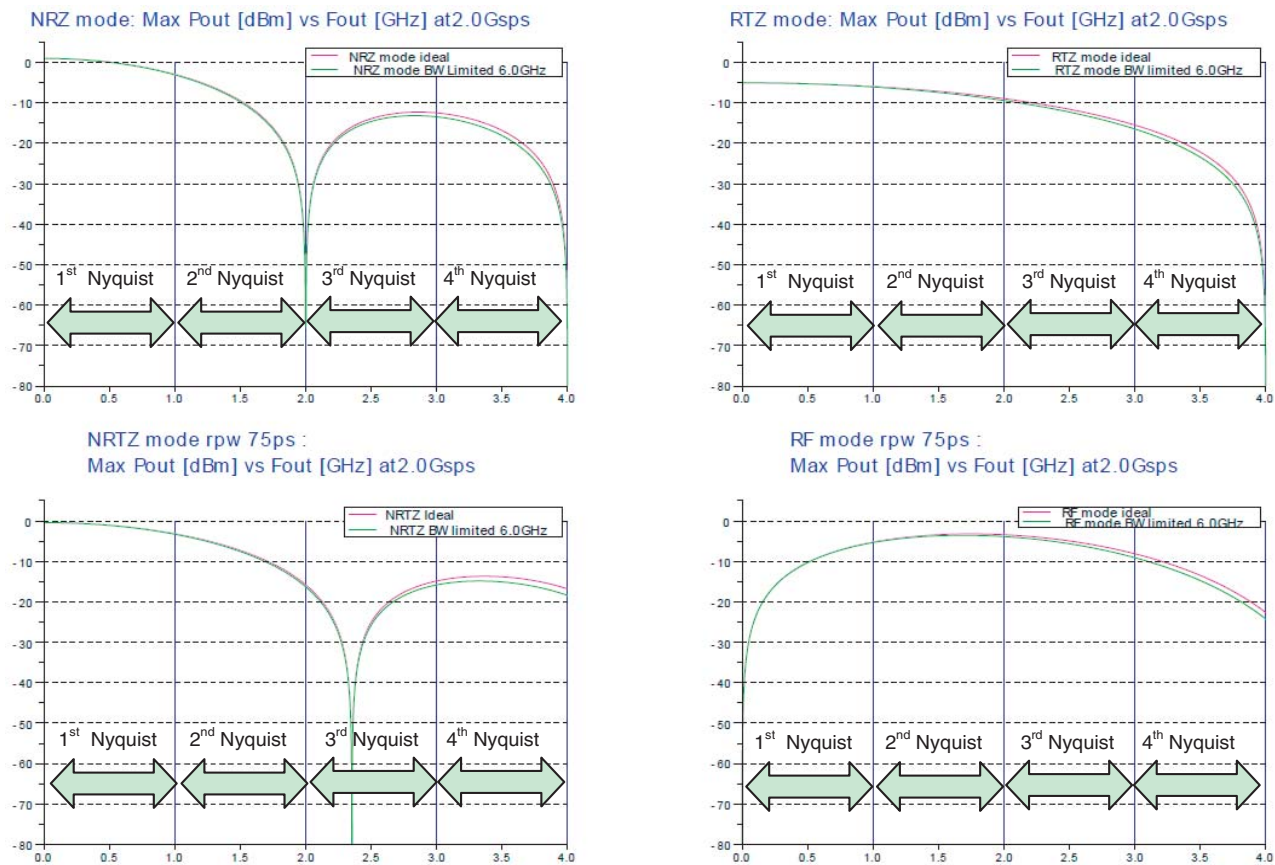 NRZ mode: Max Pout [dBm] vs Fout [GHz] at2.0Gsps
NRZ mode ideal
NRZ mode BW Limited 6.0GHz
0
-10
-20
-30
-40
-50
-60
-70
-80
1st Nyquist
2nd Nyquist
3rd Nyquist
4th Nyquist
0.0 0.5 1.0 1.5 2.0 2.5 3.0 3.5 4.0
RTZ mode: Max Pout [dBm] vs Fout [GHz] at2.0Gsps
RTZ mode ideal
RTZ mode BW limited 6.0GHz
0
-10
-20
-30
-40
-50
-60
-70
-80
1st Nyquist
2nd Nyquist
3rd Nyquist
4th Nyquist
0.0 0.5 1.0 1.5 2.0 2.5 3.0 3.5 4.0
NRTZ mode rpw 75ps :
Max Pout [dBm] vs Fout [GHz] at2.0Gsps
NRTZ Ideal
NRTZ BW limited 6.0GHz
0
-10
-20
-30
-40
-50
-60
-70
-80
1st Nyquist
2nd Nyquist
3rd Nyquist
4th Nyquist
0.0 0.5 1.0 1.5 2.0 2.5 3.0 3.5 4.0
RF mode rpw 75ps :
Max Pout [dBm] vs Fout [GHz] at2.0Gsps
RF mode ideal
RF mode BW limited 6.0GHz
0
-10
-20
-30
-40
-50
-60
-70
-80
1st Nyquist
2nd Nyquist
3rd Nyquist
4th Nyquist
0.0 0.5 1.0 1.5 2.0 2.5 3.0 3.5 4.0